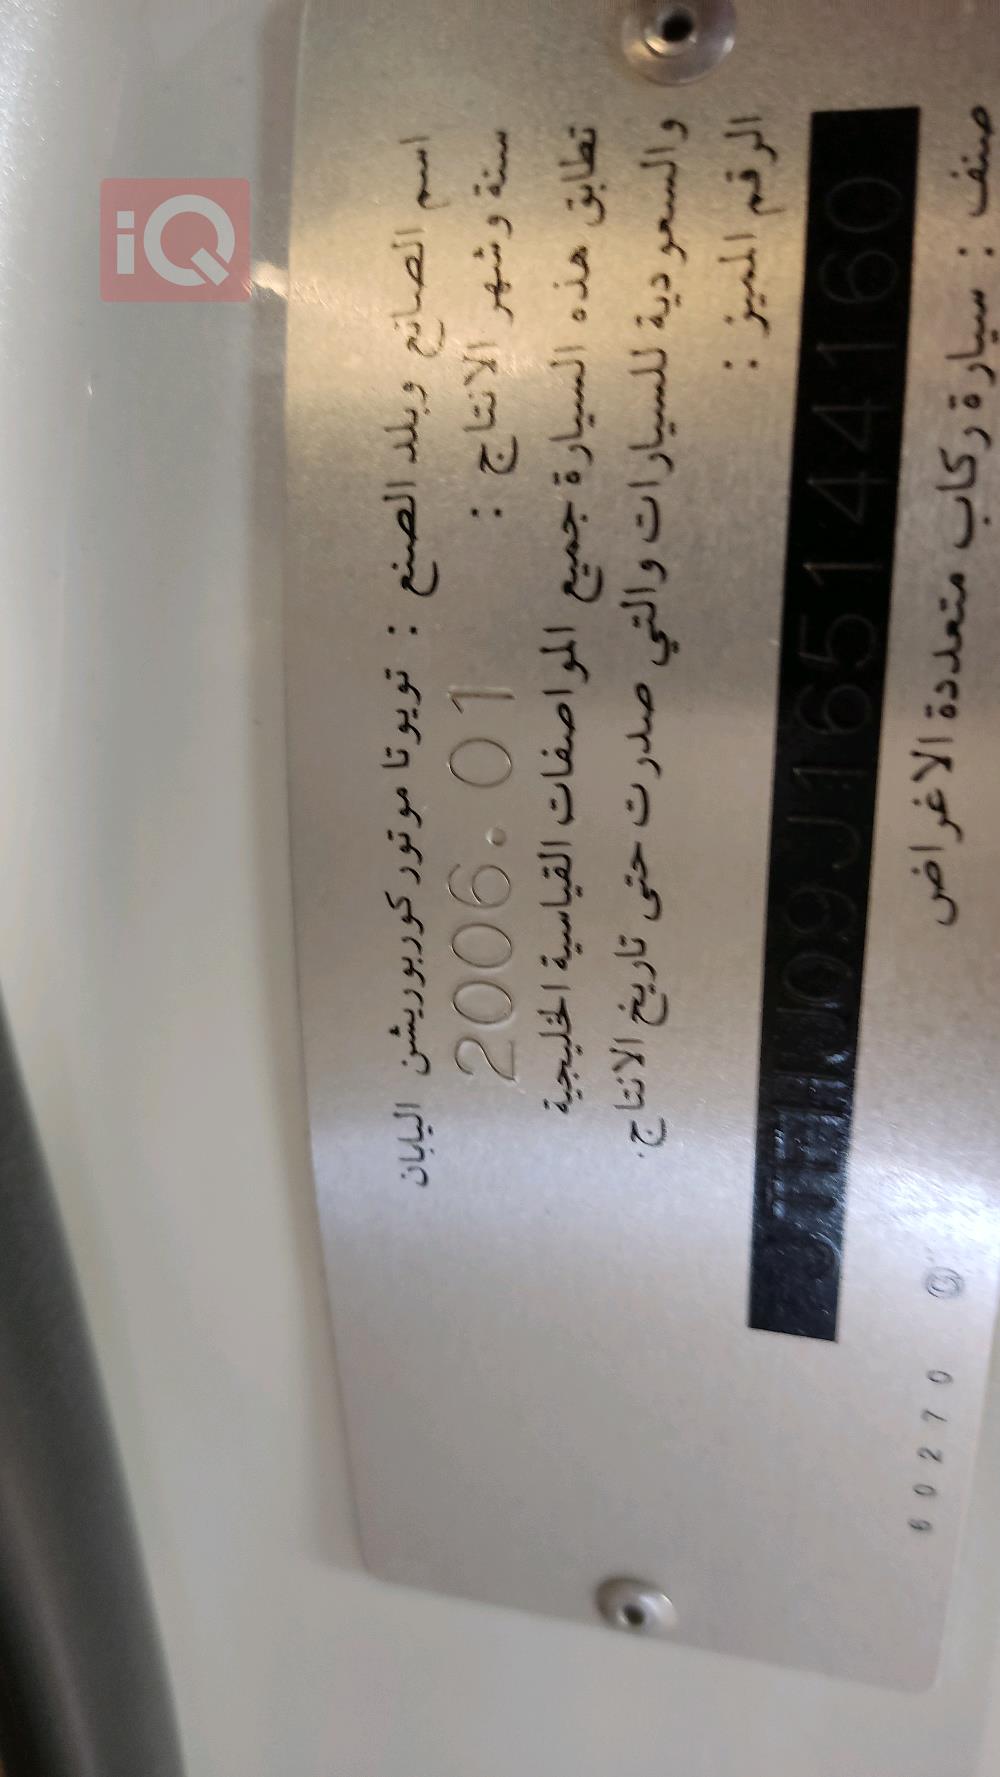 iQ
اسم الصانع وبلد الصنع : تويوتا موتور كوربوريشن اليابان
سنة وشهر الانتاج : 2006.01
تطابق هذه السيارة جميع المواصفات القياسية الخليجية
والسعودية للسيارات والتي صدرت حتى تاريخ الانتاج.
الرقم المميز :
JTEHJ09J165144160
صنف : سيارة ركاب متعددة الاغراض
60270 Ⓖ